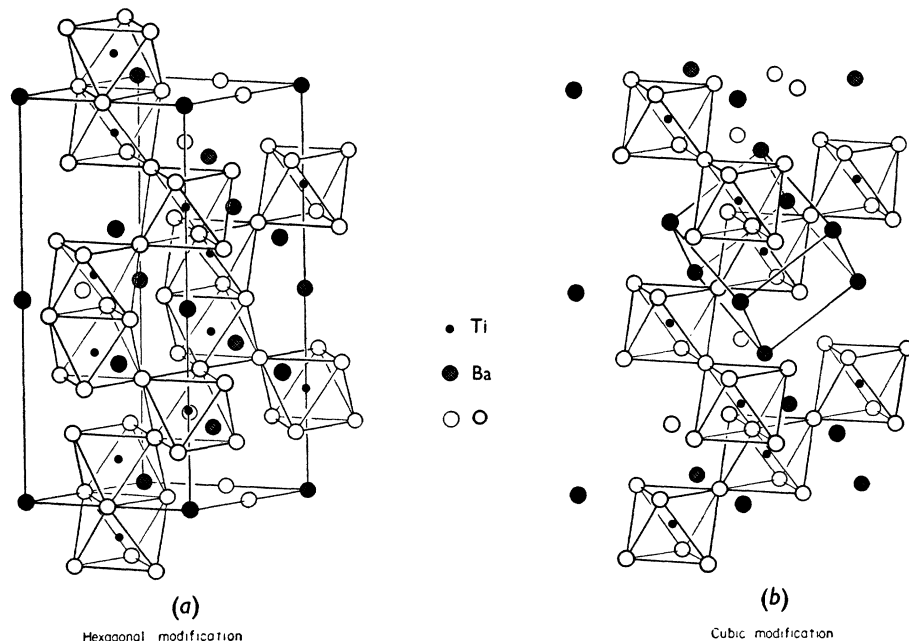 Ti
Ba
O
(a)
(b)
Hexagonal modification
Cubic modification